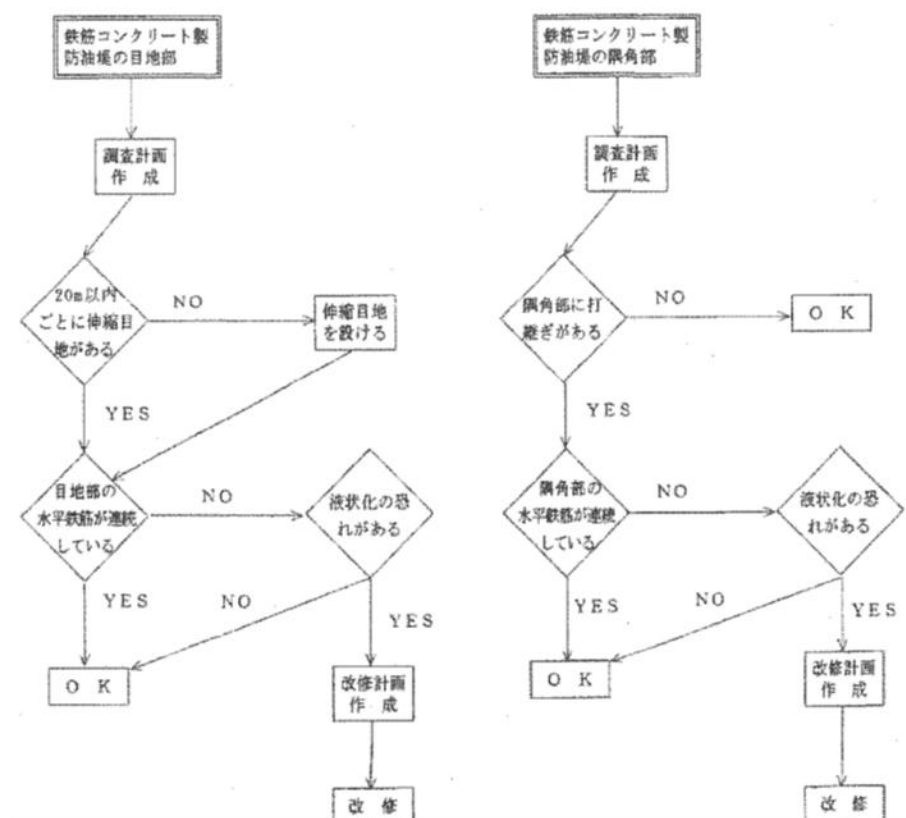 鉄筋コンクリート製
防油堤の目地部
調査計画
作 成
20m以内
ごとに伸縮目
地がある
NO
伸縮目地
を設ける
YES
目地部の
水平鉄筋が連続
している
NO
液状化の恐
れがある
YES
NO
YES
O K
改修計画
作 成
改 修
鉄筋コンクリート製
防油堤の隅角部
調査計画
作 成
隅角部に打
継ぎがある
NO
O K
YES
隅角部の
水平鉄筋が連続
している
NO
液状化の恐
れがある
YES
NO
YES
O K
改修計画
作 成
改 修